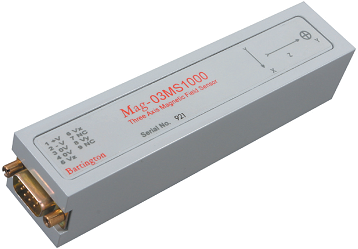 Mag-03MS1000
Three Axis Magnetic Field Sensor
Serial No. 921
1 +V 6 Vx
2 -V 7 NC
3 0V 8 Vy
4 0V 9 NC
5 Vz
Bartington
Y
X
Z
Y